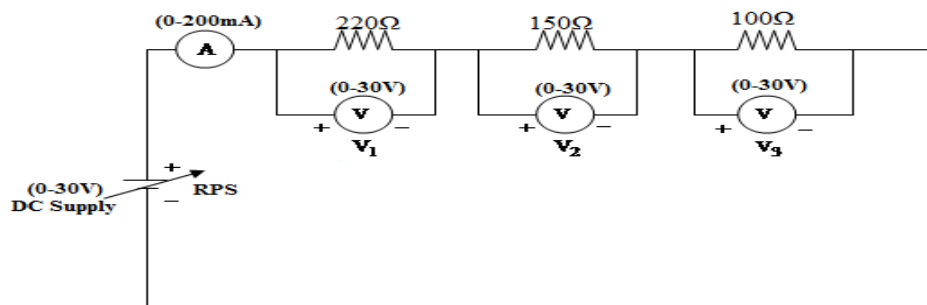 (0-200mA)
A
220Ω
150Ω
100Ω
(0-30V)
(0-30V)
(0-30V)
V
V
V
+ −
+ −
+ −
V1
V2
V3
+
(0-30V)
RPS
DC Supply
−